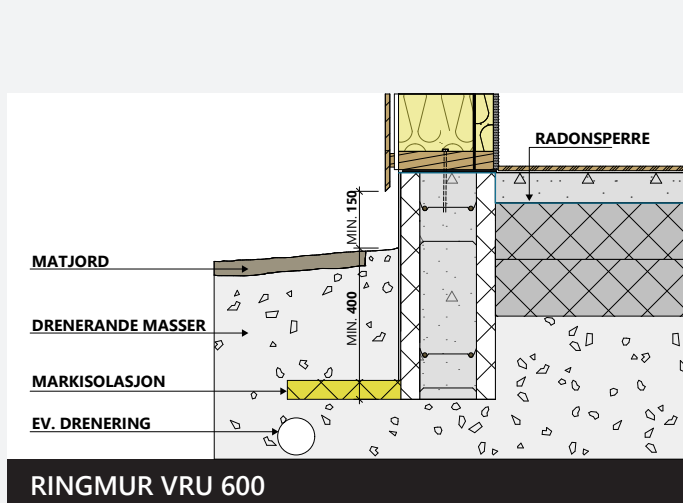 RADONSPERRE
MIN. 150
MATJORD
MIN. 400
DRENERANDE MASSER
MARKISOLASJON
EV. DRENERING
RINGMUR VRU 600